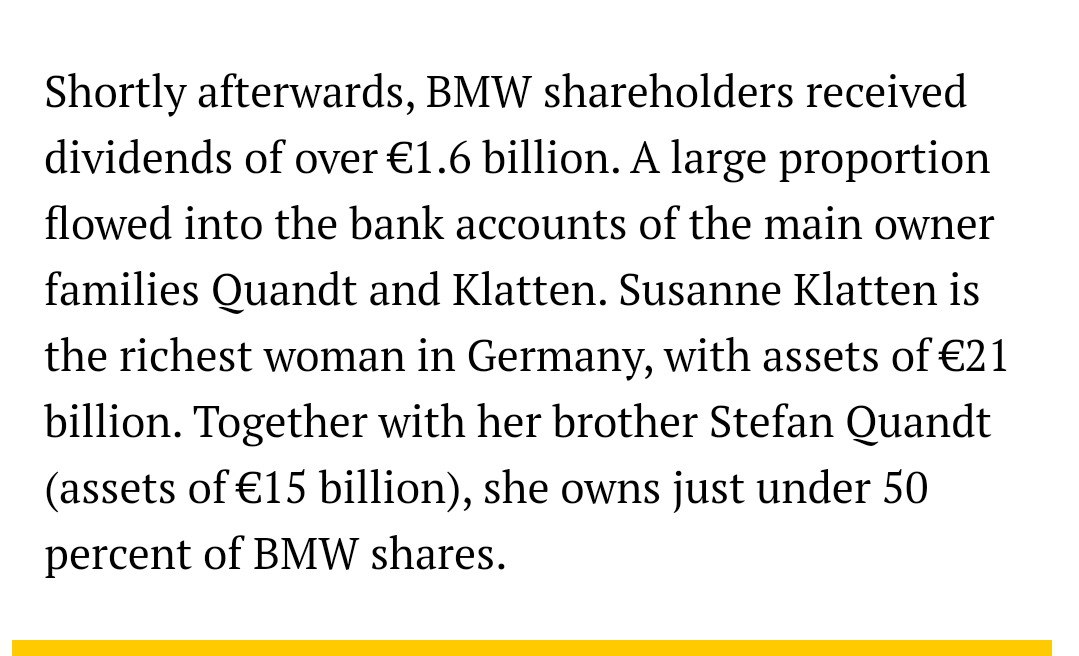 Shortly afterwards, BMW shareholders received
dividends of over €1.6 billion. A large proportion
flowed into the bank accounts of the main owner
families Quandt and Klatten. Susanne Klatten is
the richest woman in Germany, with assets of €21
billion. Together with her brother Stefan Quandt
(assets of €15 billion), she owns just under 50
percent of BMW shares.